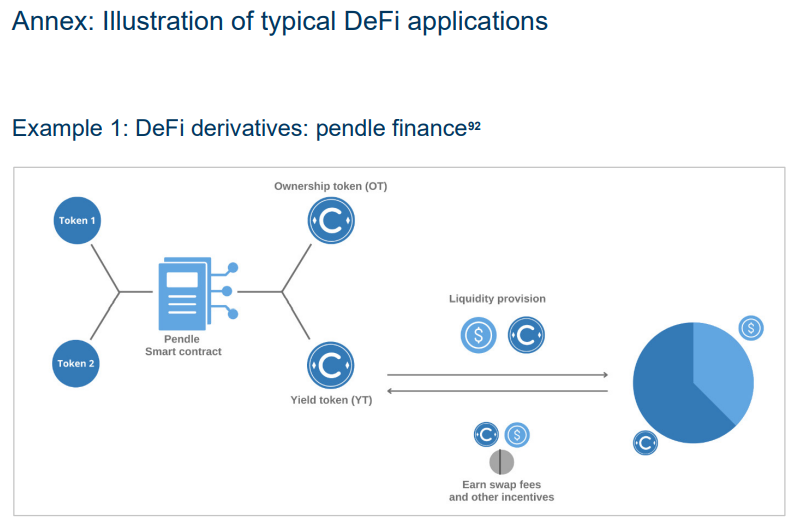 Annex: Illustration of typical DeFi applications
Example 1: DeFi derivatives: pendle finance92
Ownership token (OT)
Token 1
C
Pendle
Smart contract
Token 2
C
Yield token (YT)
Liquidity provision
$ C
$
C
C $
Earn swap fees
and other incentives